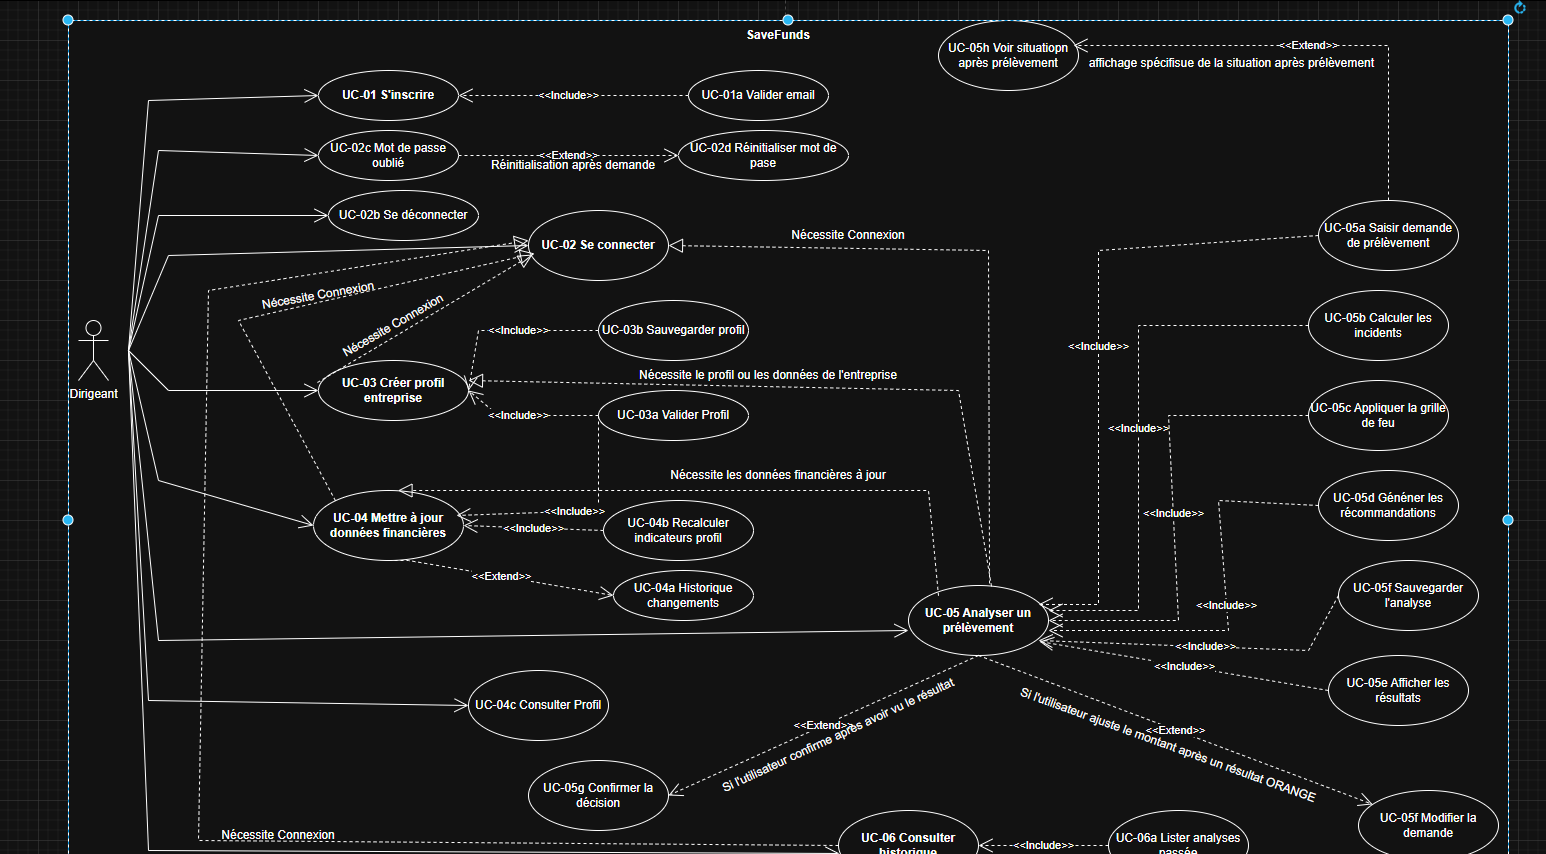 SaveFunds
UC-05h Voir situatiopn
après prélèvement
<<Extend>>
affichage spécifisue de la situation après prélèvement
UC-01 S'inscrire
<<Include>>
UC-01a Valider email
UC-02c Mot de passe
oublié
<<Extend>>
Réinitialisation après demande
UC-02d Réinitialiser mot de
pase
UC-02b Se déconnecter
UC-02 Se connecter
Nécessite Connexion
UC-05a Saisir demande
de prélèvement
Nécessite Connexion
Nécessite Connexion
UC-03b Sauvegarder profil
<<Include>>
UC-05b Calculer les
incidents
<<Include>>
Dirigeant
UC-03 Créer profil
entreprise
Nécessite le profil ou les données de l'entreprise
<<Include>>
UC-03a Valider Profil
UC-05c Appliquer la grille
de feu
<<Include>>
Nécessite les données financières à jour
UC-04 Mettre à jour
données financières
<<Include>>
<<Include>>
UC-04b Recalculer
indicateurs profil
UC-05d Généner les
récommandations
<<Include>>
<<Extend>>
UC-04a Historique
changements
UC-05 Analyser un
prélèvement
UC-05f Sauvegarder
l'analyse
<<Include>>
<<Include>>
<<Include>>
UC-05e Afficher les
résultats
UC-04c Consulter Profil
<<Extend>>
Si l'utilisateur confirme après avoir vu le résultat
<<Extend>>
Si l'utilisateur ajuste le montant après un résultat ORANGE
UC-05g Confirmer la
décision
UC-05f Modifier la
demande
Nécessite Connexion
UC-06 Consulter
historique
<<Include>>
UC-06a Lister analyses
passée